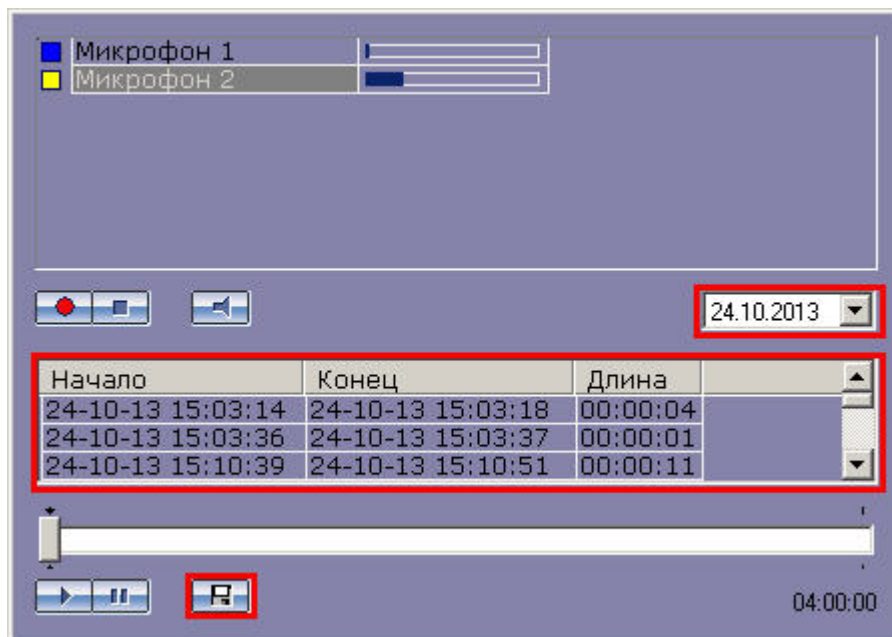 Микрофон 1
Микрофон 2
24.10.2013
Начало Конец Длина
24-10-13 15:03:14 24-10-13 15:03:18 00:00:04
24-10-13 15:03:36 24-10-13 15:03:37 00:00:01
24-10-13 15:10:39 24-10-13 15:10:51 00:00:11
04:00:00